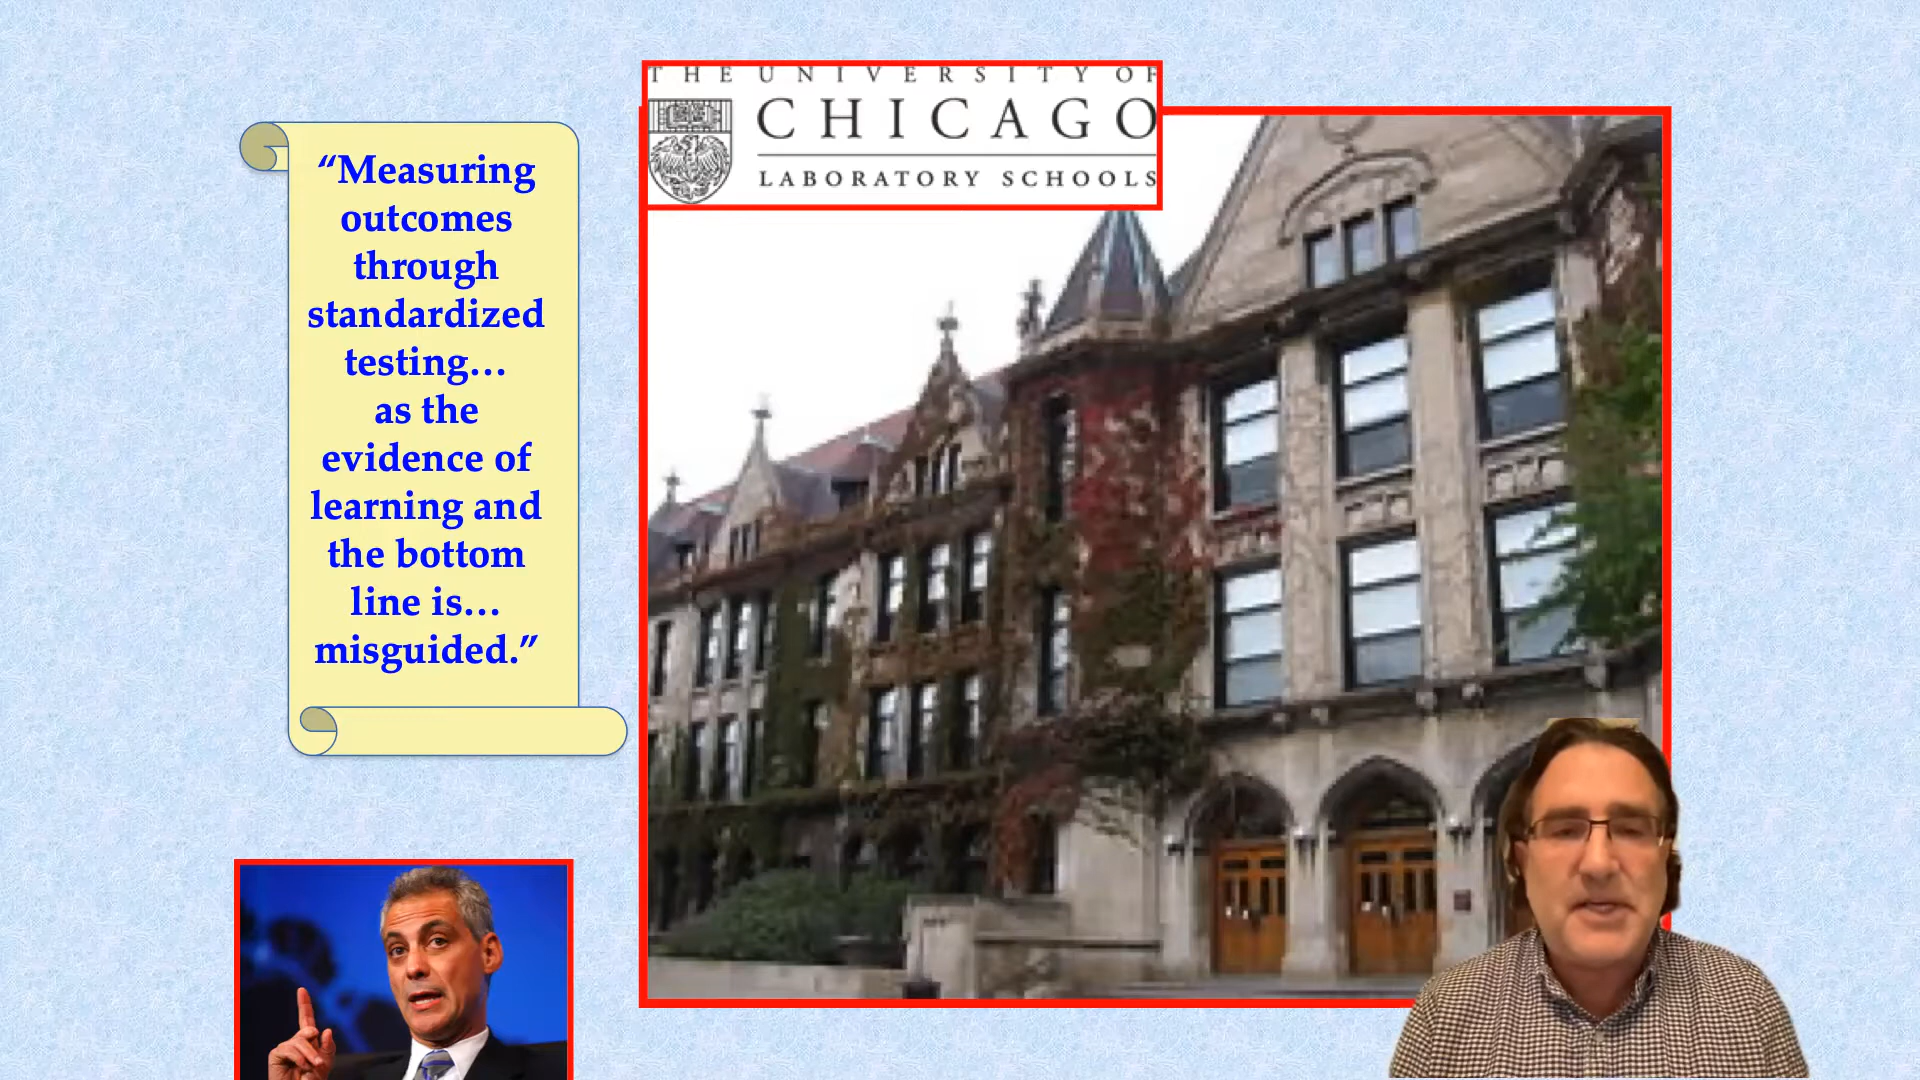 THE UNIVERSITY OF
CHICAGO
LABORATORY SCHOOLS
“Measuring
outcomes
through
standardized
testing…
as the
evidence of
learning and
the bottom
line is…
misguided.”